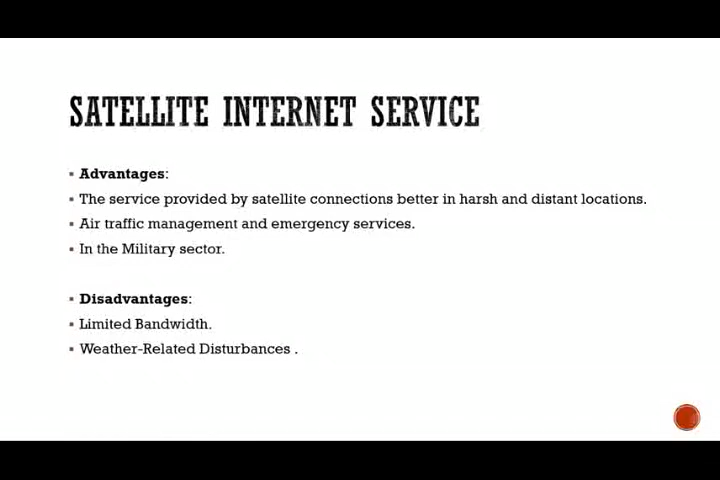 SATELLITE INTERNET SERVICE
▪ Advantages:
▪ The service provided by satellite connections better in harsh and distant locations.
▪ Air traffic management and emergency services.
▪ In the Military sector.
▪ Disadvantages:
▪ Limited Bandwidth.
▪ Weather-Related Disturbances .